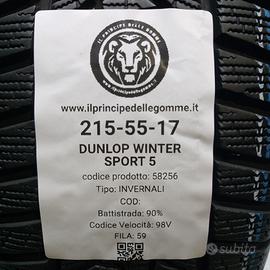 IL PRINCIPE DELLE GOMME
www.ilprincipedellegomme.it
www.ilprincipedellegomme.it
215-55-17
DUNLOP WINTER
SPORT 5
codice prodotto: 58256
Tipo: INVERNALI
COD:
Battistrada: 90%
Codice Velocità: 98V
FILA: 59
subito